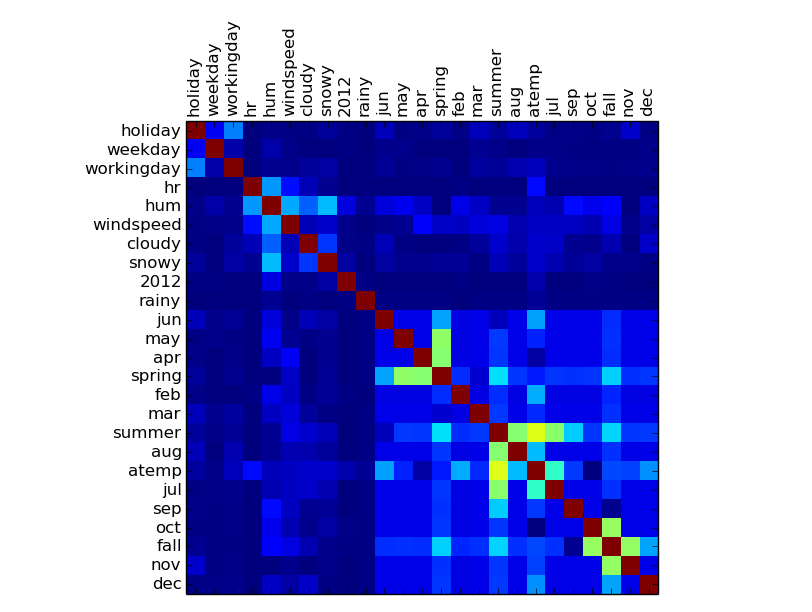 holiday
weekday
workingday
hr
hum
windspeed
cloudy
snowy
2012
rainy
jun
may
apr
spring
feb
mar
summer
aug
atemp
jul
sep
oct
fall
nov
dec
holiday
weekday
workingday
hr
hum
windspeed
cloudy
snowy
2012
rainy
jun
may
apr
spring
feb
mar
summer
aug
atemp
jul
sep
oct
fall
nov
dec